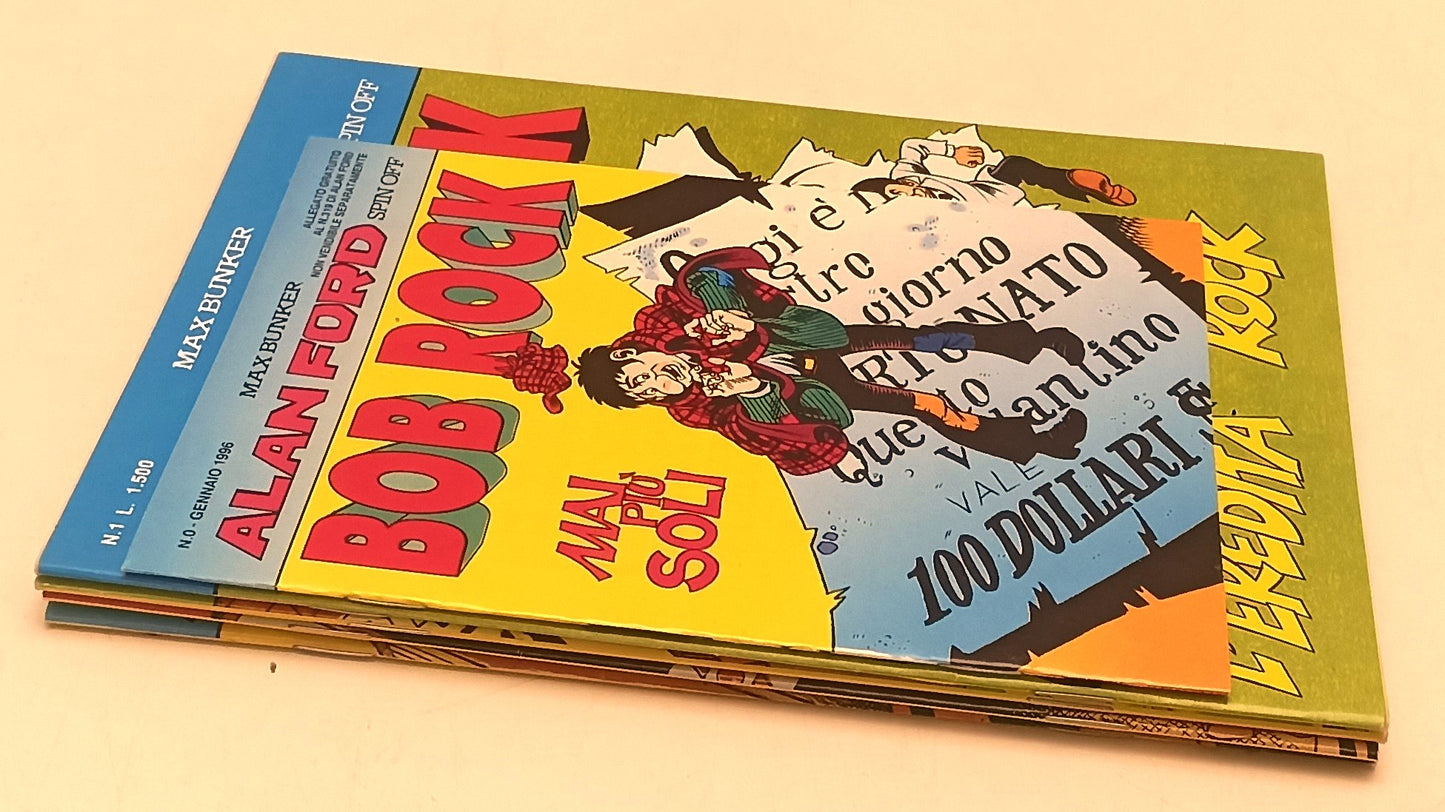 MAX BUNKER
SPIN OFF
N.1 L. 1.500
L'EREDITÀ ROCK
ALLEGATO GRATUITO
AL N.319 DI ALAN FORD
NON VENDIBILE SEPARATAMENTE
MAX BUNKER
ALAN FORD SPIN OFF
N.0 - GENNAIO 1996
BOB ROCK
MAI
PIÙ
SOLI
giorno
vantino
VALE
100 DOLLARI